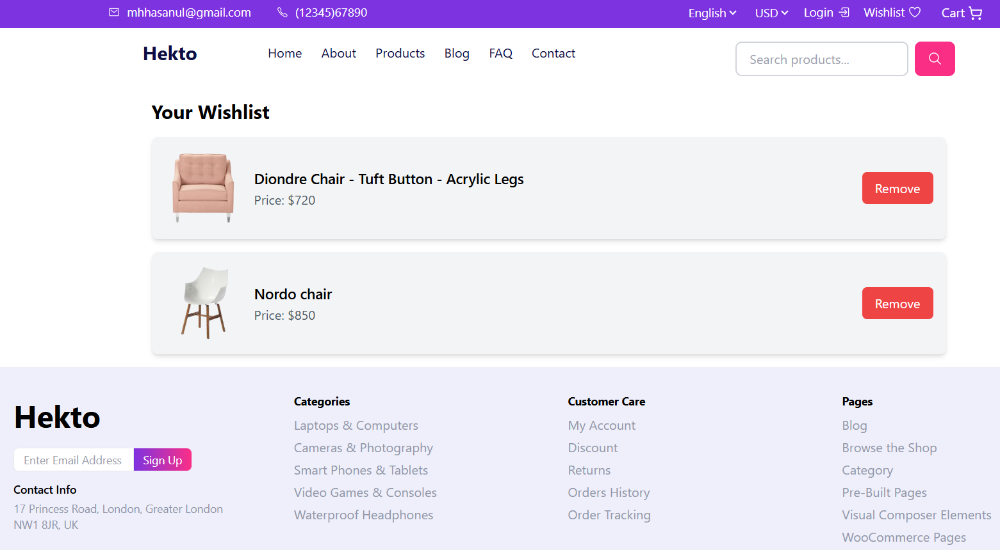 mhhasanul@gmail.com (12345)67890 English USD Login Wishlist Cart
Hekto Home About Products Blog FAQ Contact Search products...
Your Wishlist
Diondre Chair - Tuft Button - Acrylic Legs
Price: $720
Remove
Nordo chair
Price: $850
Remove
Hekto
Enter Email Address Sign Up
Contact Info
17 Princess Road, London, Greater London
NW1 8JR, UK
Categories
Laptops & Computers
Cameras & Photography
Smart Phones & Tablets
Video Games & Consoles
Waterproof Headphones
Customer Care
My Account
Discount
Returns
Orders History
Order Tracking
Pages
Blog
Browse the Shop
Category
Pre-Built Pages
Visual Composer Elements
WooCommerce Pages